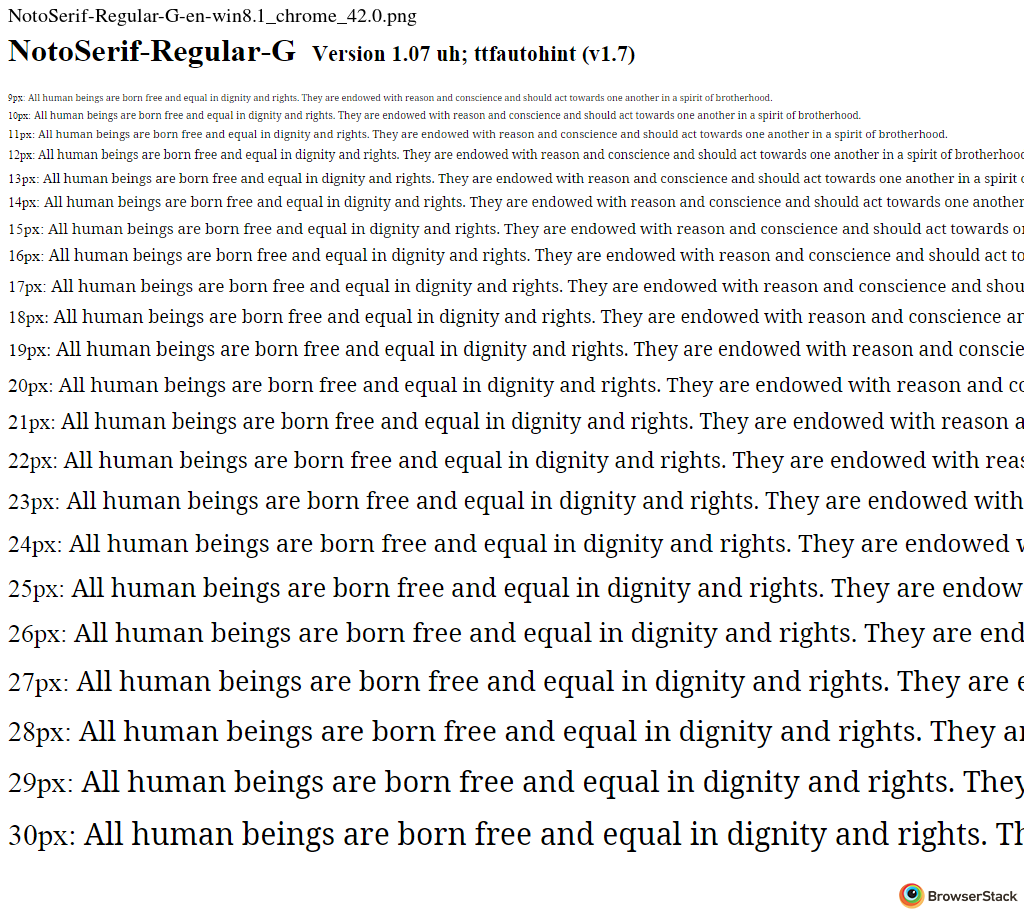 NotoSerif-Regular-G-en-win8.1_chrome_42.0.png
NotoSerif-Regular-G Version 1.07 uh; ttfautohint (v1.7)
9px: All human beings are born free and equal in dignity and rights. They are endowed with reason and conscience and should act towards one another in a spirit of brotherhood.
10px: All human beings are born free and equal in dignity and rights. They are endowed with reason and conscience and should act towards one another in a spirit of brotherhood.
11px: All human beings are born free and equal in dignity and rights. They are endowed with reason and conscience and should act towards one another in a spirit of brotherhood.
12px: All human beings are born free and equal in dignity and rights. They are endowed with reason and conscience and should act towards one another in a spirit of brotherhood
13px: All human beings are born free and equal in dignity and rights. They are endowed with reason and conscience and should act towards one another in a spirit
14px: All human beings are born free and equal in dignity and rights. They are endowed with reason and conscience and should act towards one another
15px: All human beings are born free and equal in dignity and rights. They are endowed with reason and conscience and should act towards
16px: All human beings are born free and equal in dignity and rights. They are endowed with reason and conscience and should act to
17px: All human beings are born free and equal in dignity and rights. They are endowed with reason and conscience and shou
18px: All human beings are born free and equal in dignity and rights. They are endowed with reason and conscience
19px: All human beings are born free and equal in dignity and rights. They are endowed with reason and conscie
20px: All human beings are born free and equal in dignity and rights. They are endowed with reason and
21px: All human beings are born free and equal in dignity and rights. They are endowed with reason a
22px: All human beings are born free and equal in dignity and rights. They are endowed with reas
23px: All human beings are born free and equal in dignity and rights. They are endowed with
24px: All human beings are born free and equal in dignity and rights. They are endowed
25px: All human beings are born free and equal in dignity and rights. They are endow
26px: All human beings are born free and equal in dignity and rights. They are end
27px: All human beings are born free and equal in dignity and rights. They are
28px: All human beings are born free and equal in dignity and rights. They
29px: All human beings are born free and equal in dignity and rights. They
30px: All human beings are born free and equal in dignity and rights.
BrowserStack